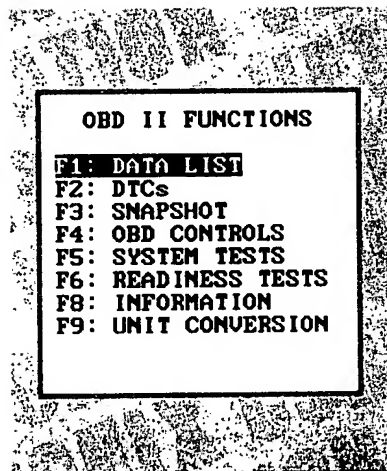 OBD II FUNCTIONS
F1: DATA LIST
F2: DTCs
F3: SNAPSHOT
F4: OBD CONTROLS
F5: SYSTEM TESTS
F6: READINESS TESTS
F8: INFORMATION
F9: UNIT CONVERSION